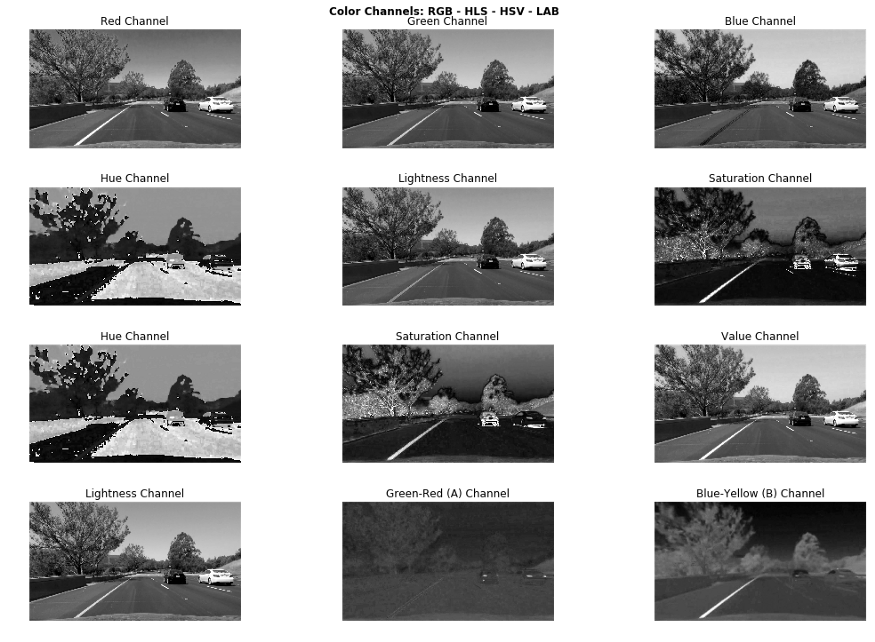 Color Channels: RGB - HLS - HSV - LAB
Red Channel
Green Channel
Blue Channel
Hue Channel
Lightness Channel
Saturation Channel
Hue Channel
Saturation Channel
Value Channel
Lightness Channel
Green-Red (A) Channel
Blue-Yellow (B) Channel